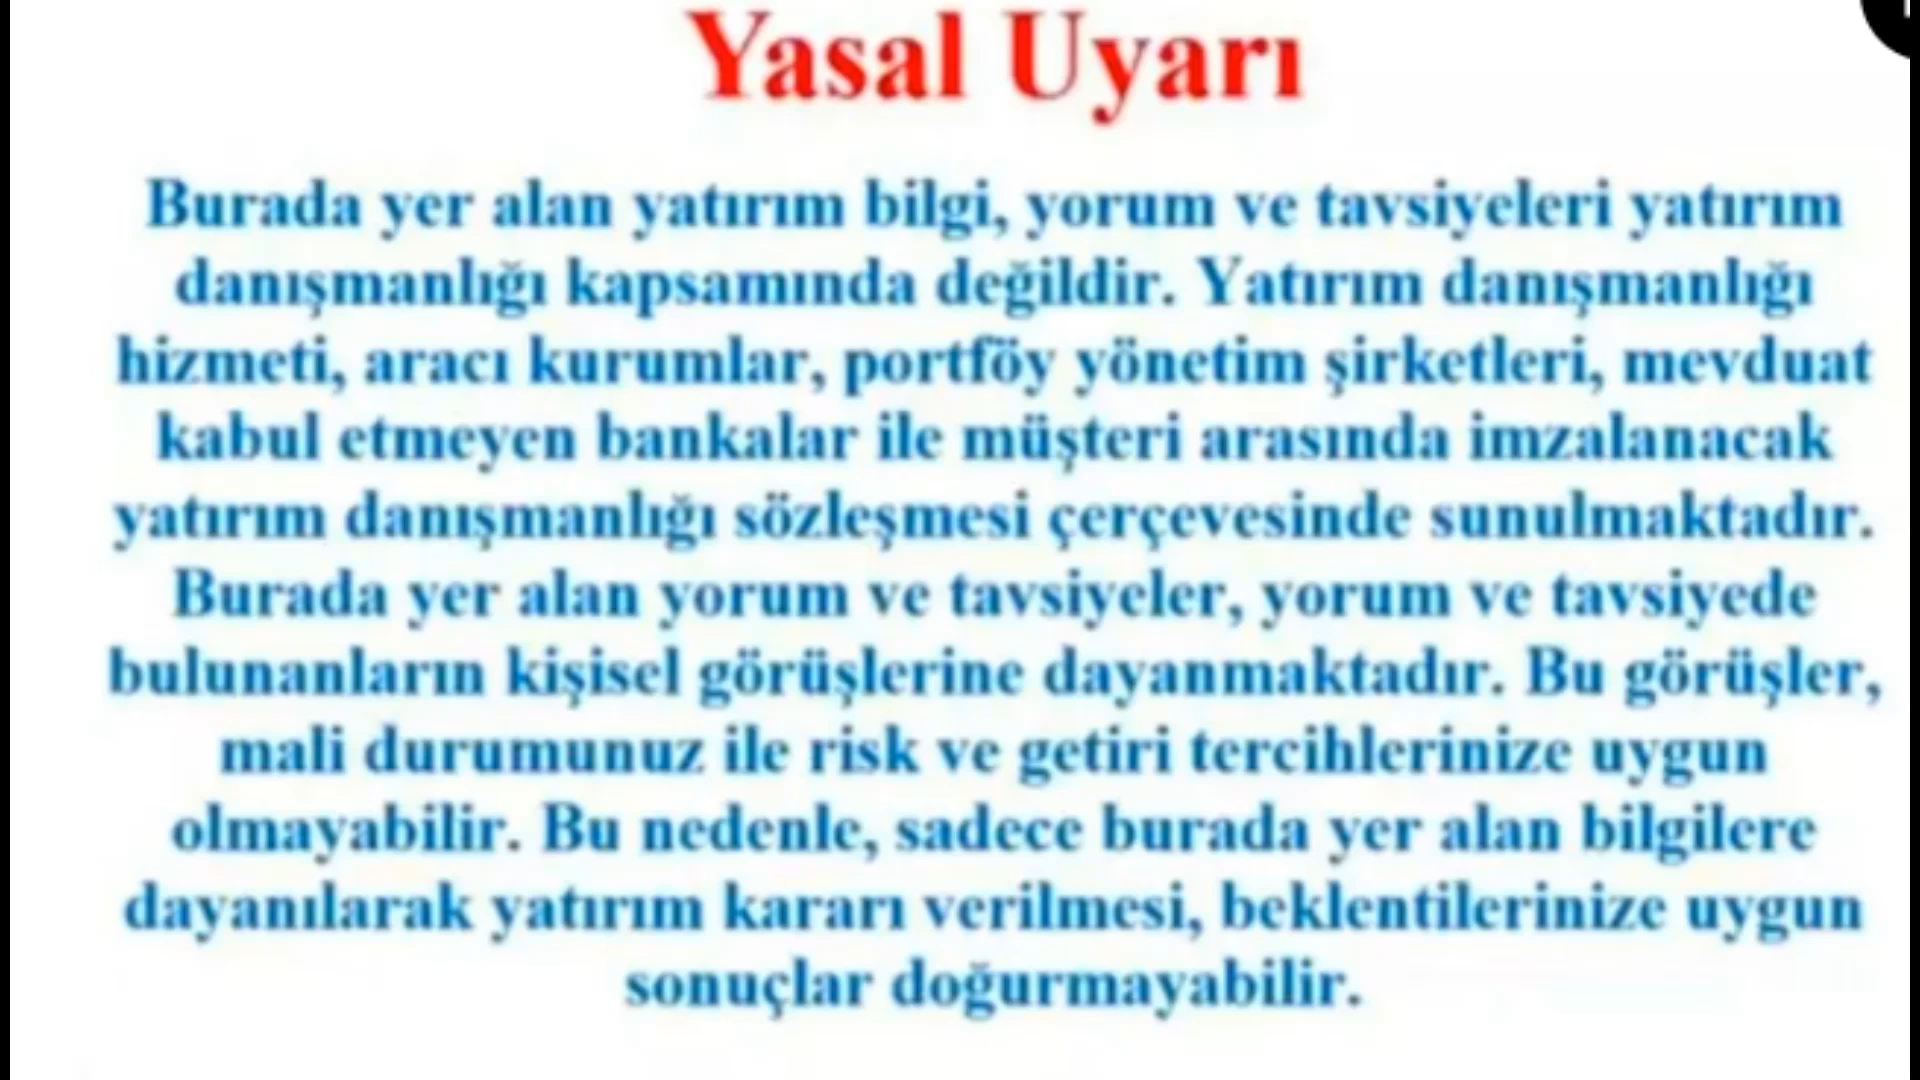 Yasal Uyarı
Burada yer alan yatırım bilgi, yorum ve tavsiyeleri yatırım
danışmanlığı kapsamında değildir. Yatırım danışmanlığı
hizmeti, aracı kurumlar, portföy yönetim şirketleri, mevduat
kabul etmeyen bankalar ile müşteri arasında imzalanacak
yatırım danışmanlığı sözleşmesi çerçevesinde sunulmaktadır.
Burada yer alan yorum ve tavsiyeler, yorum ve tavsiyede
bulunanların kişisel görüşlerine dayanmaktadır. Bu görüşler,
mali durumunuz ile risk ve getiri tercihlerinize uygun
olmayabilir. Bu nedenle, sadece burada yer alan bilgilere
dayanılarak yatırım kararı verilmesi, beklentilerinize uygun
sonuçlar doğurmayabilir.